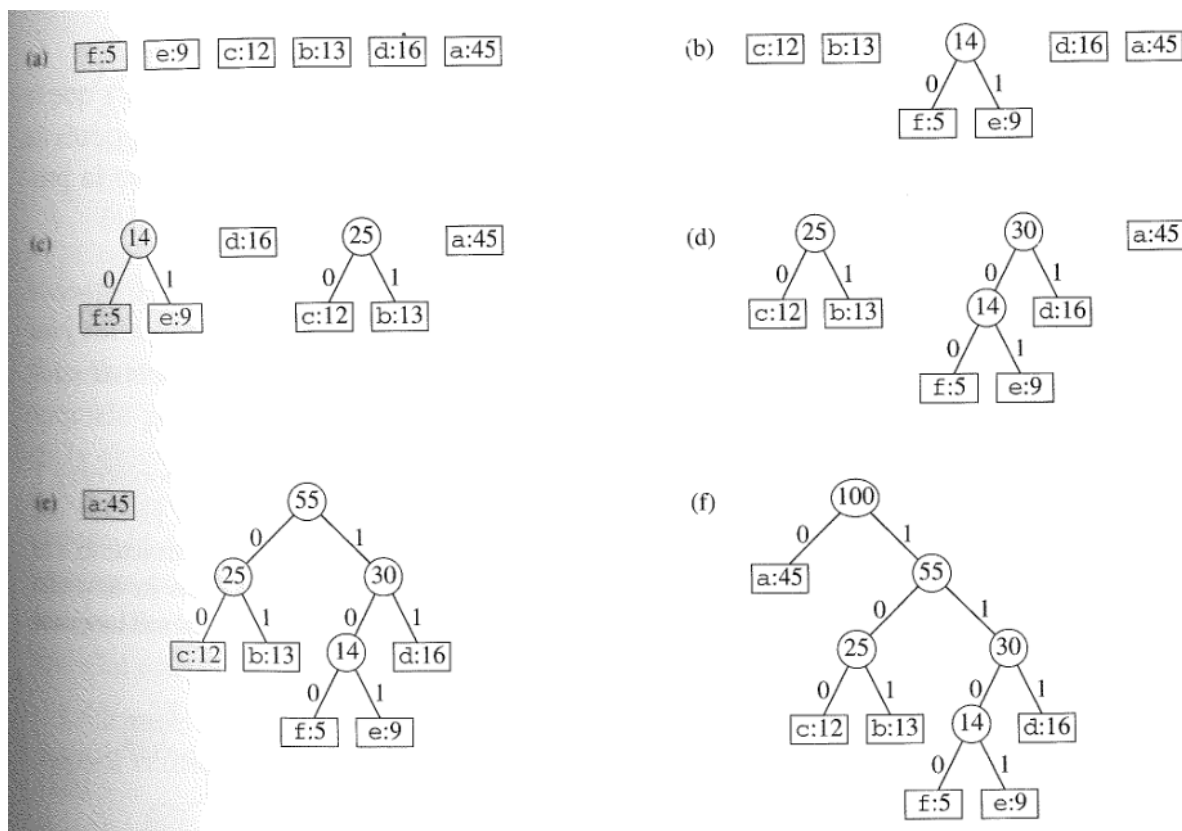 (a) f:5 e:9 c:12 b:13 d:16 a:45
(b) c:12 b:13 14 d:16 a:45
0 1
f:5 e:9
(c) 14 d:16 25 a:45
0 1 0 1
f:5 e:9 c:12 b:13
(d) 25 30 a:45
0 1 0 1
c:12 b:13 14 d:16
0 1
f:5 e:9
(e) a:45 55
0 1
25 30
0 1 0 1
c:12 b:13 14 d:16
0 1
f:5 e:9
(f) 100
0 1
a:45 55
0 1
25 30
0 1 0 1
c:12 b:13 14 d:16
0 1
f:5 e:9